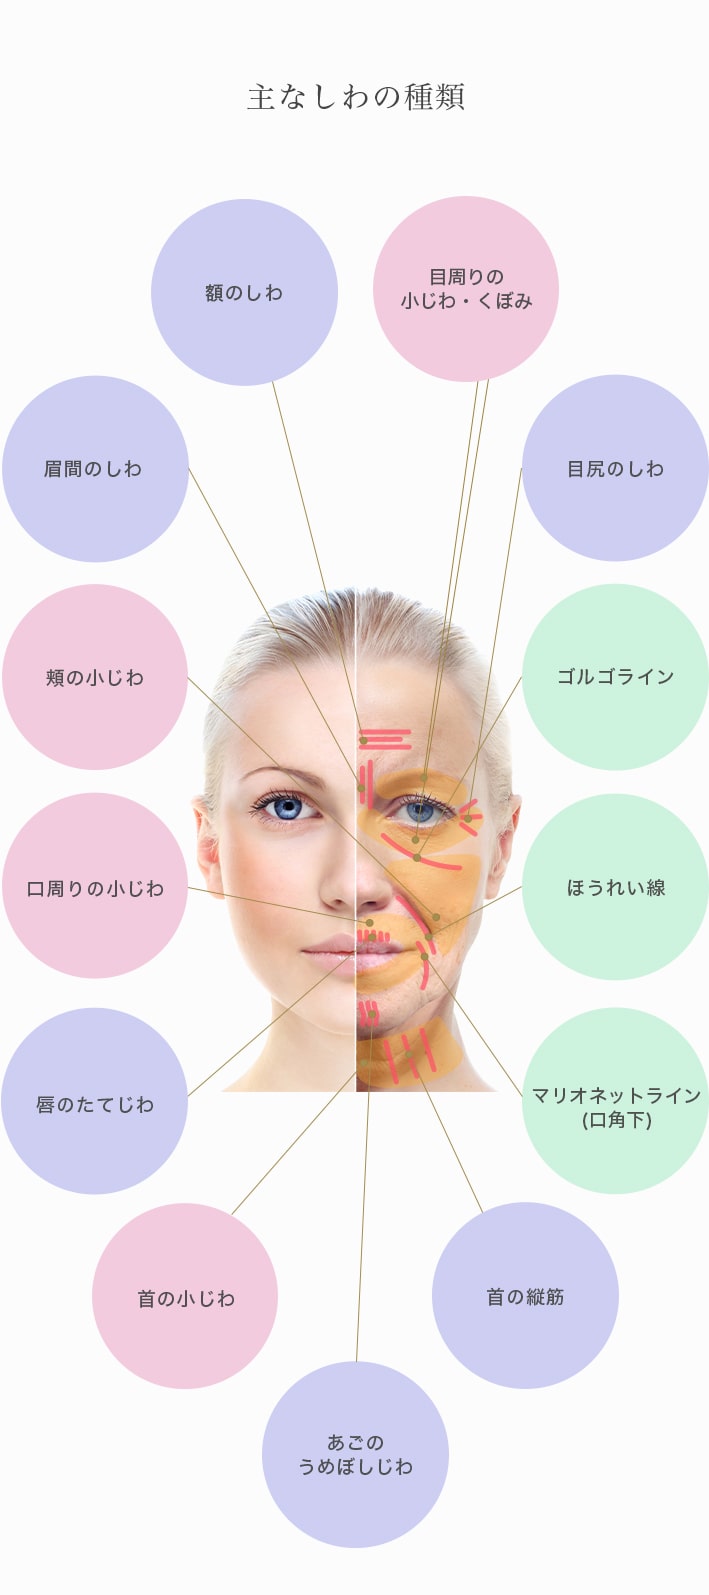 主なしわの種類
額のしわ
目周りの
小じわ・くぼみ
眉間のしわ
目尻のしわ
頬の小じわ
ゴルゴライン
口周りの小じわ
ほうれい線
唇のたてじわ
マリオネットライン
(口角下)
首の小じわ
首の縦筋
あごの
うめぼしじわ